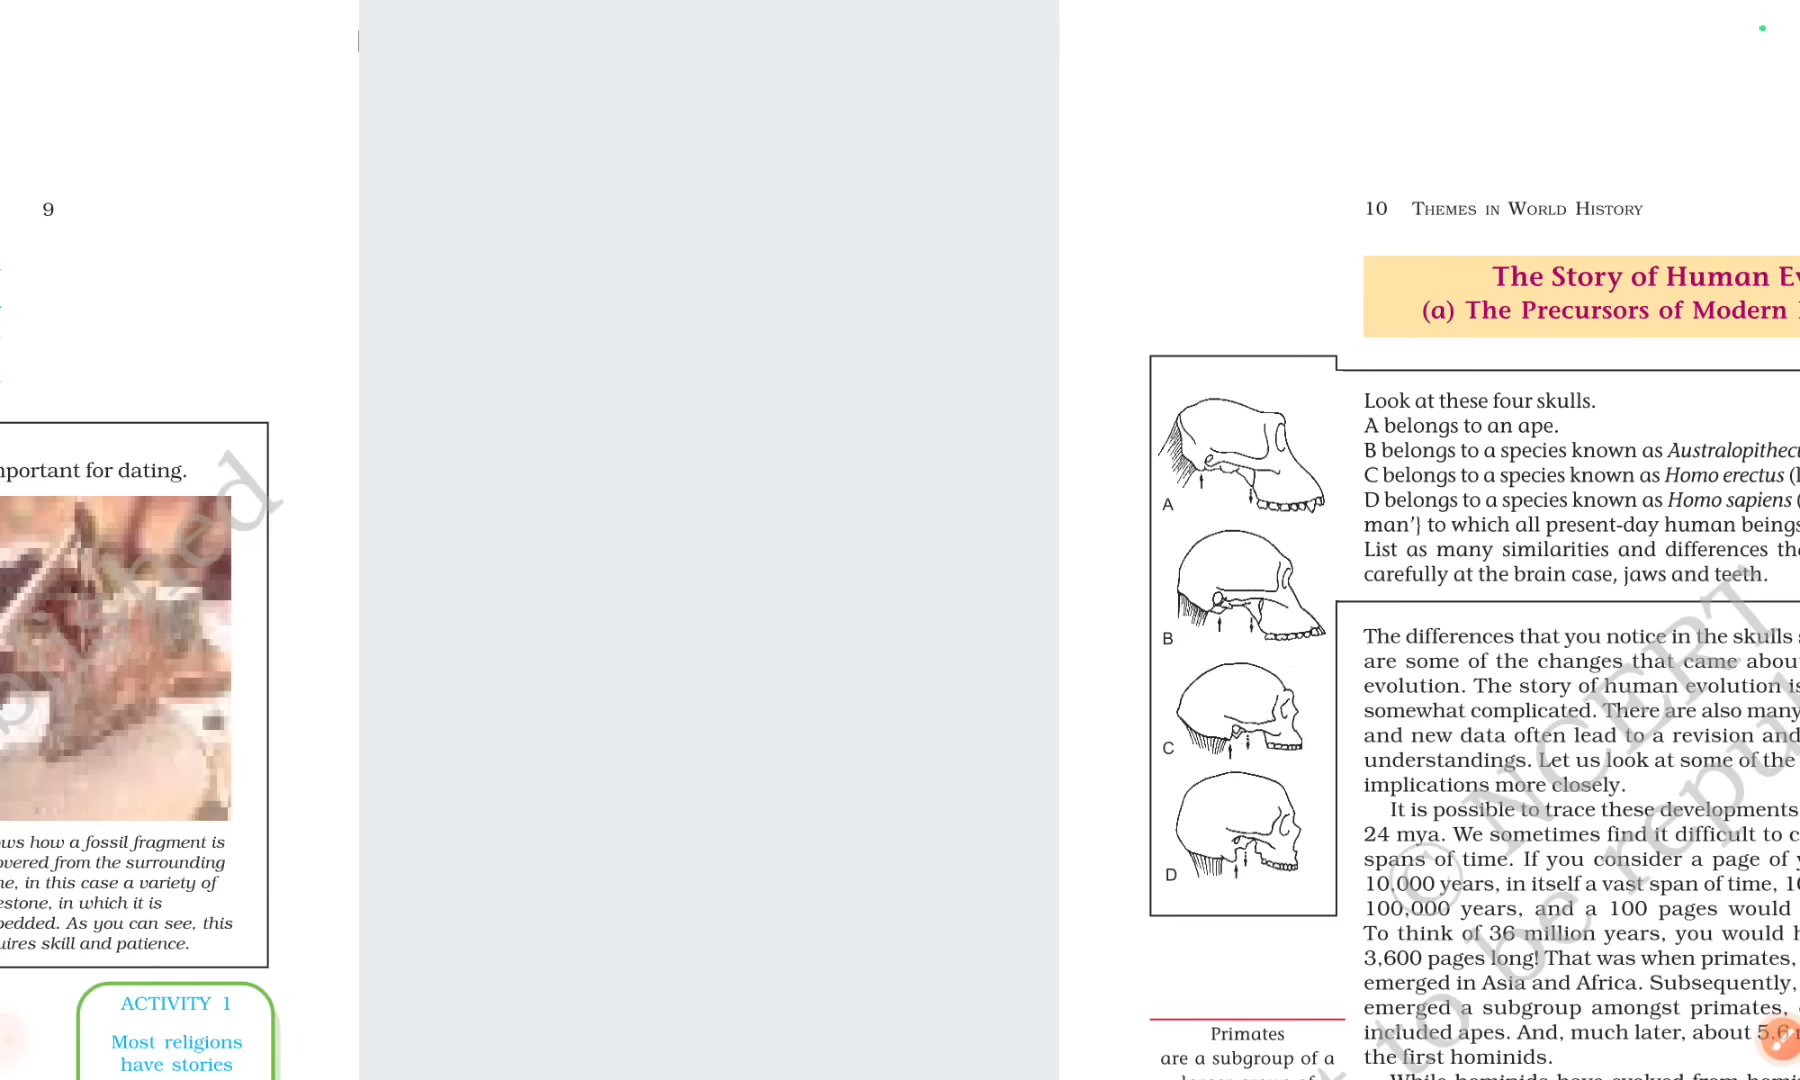 9
mportant for dating.
ows how a fossil fragment is
overed from the surrounding
ne, in this case a variety of
estone, in which it is
bedded. As you can see, this
uires skill and patience.
ACTIVITY 1
Most religions
have stories
10 THEMES IN WORLD HISTORY
The Story of Human Ev
(a) The Precursors of Modern
A
B
C
D
Look at these four skulls.
A belongs to an ape.
B belongs to a species known as Australopithecu
C belongs to a species known as Homo erectus (l
D belongs to a species known as Homo sapiens (
man’} to which all present-day human beings
List as many similarities and differences tha
carefully at the brain case, jaws and teeth.
The differences that you notice in the skulls s
are some of the changes that came abou
evolution. The story of human evolution is
somewhat complicated. There are also many
and new data often lead to a revision and
understandings. Let us look at some of the
implications more closely.
It is possible to trace these developments
24 mya. We sometimes find it difficult to c
spans of time. If you consider a page of y
10,000 years, in itself a vast span of time, 10
100,000 years, and a 100 pages would
To think of 36 million years, you would h
3,600 pages long! That was when primates,
emerged in Asia and Africa. Subsequently,
emerged a subgroup amongst primates,
included apes. And, much later, about 5.6 m
the first hominids.
Primates
are a subgroup of a
© NCERT
to be repu
blished